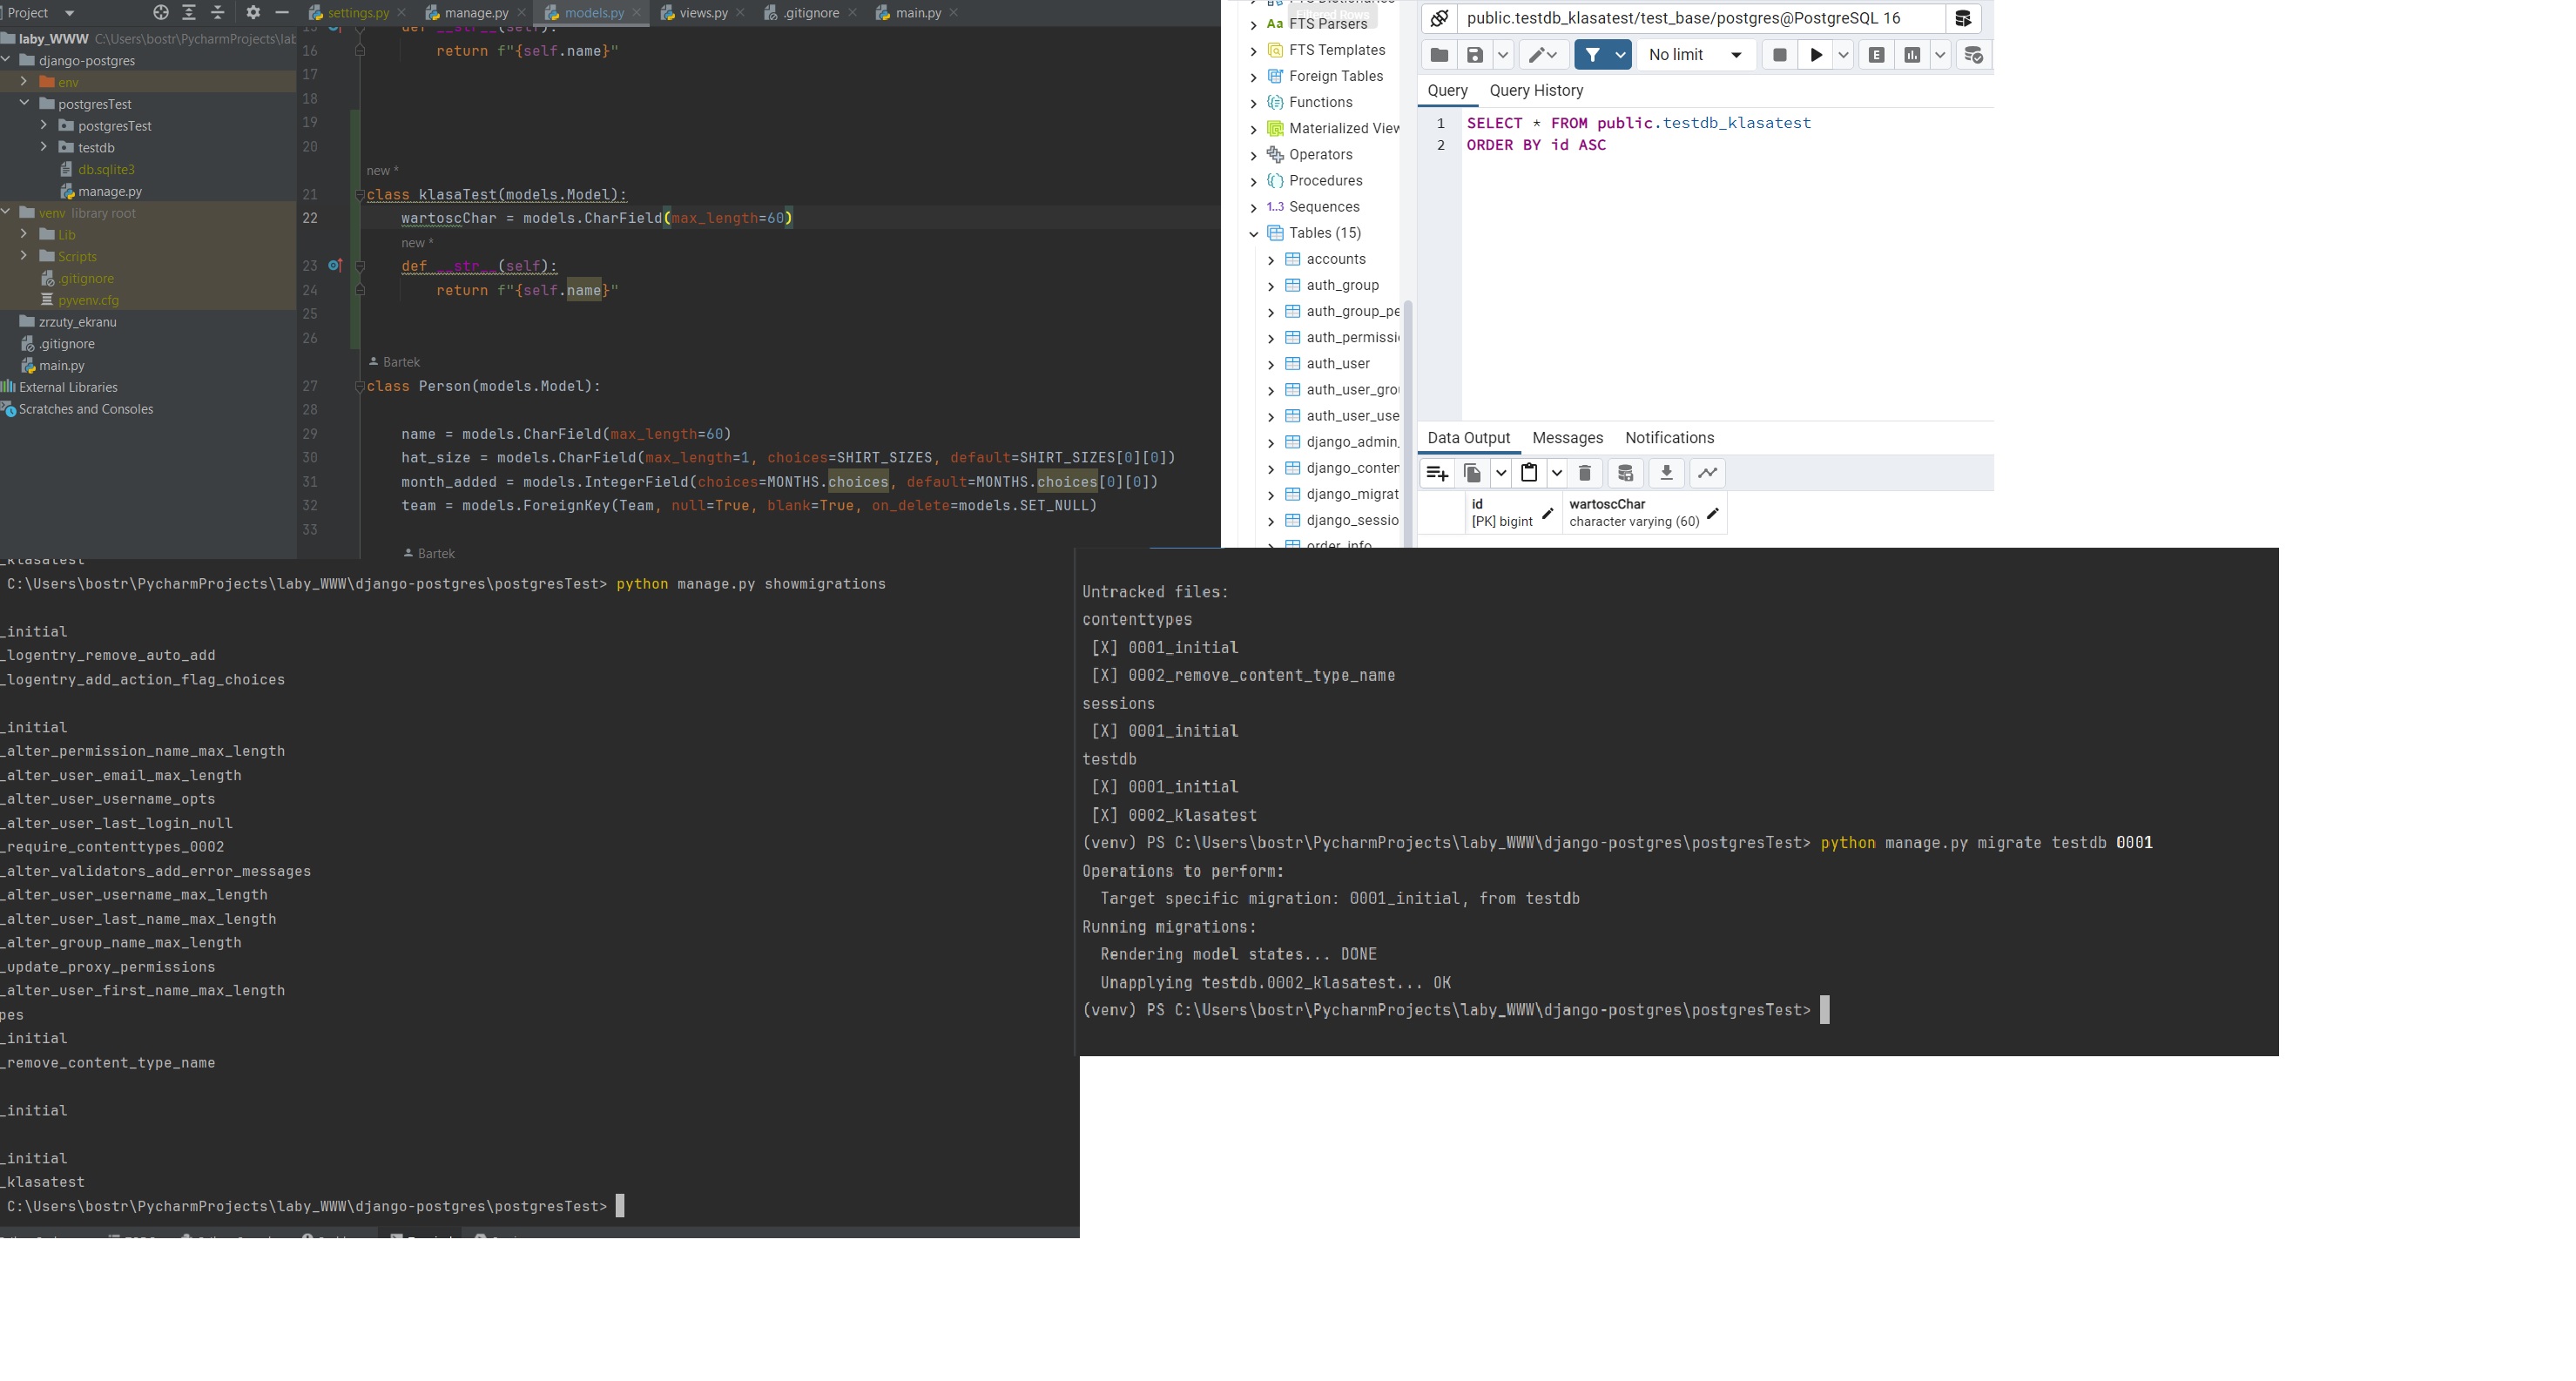 Project
settings.py
manage.py
models.py
views.py
.gitignore
main.py
laby_WWW C:\Users\bostr\PycharmProjects\lab
django-postgres
env
postgresTest
postgresTest
testdb
db.sqlite3
manage.py
venv library root
Lib
Scripts
.gitignore
pyvenv.cfg
zrzuty_ekranu
.gitignore
main.py
External Libraries
Scratches and Consoles
15 def __str__(self):
16 return f"{self.name}"
17
18
19
20
new *
21 class klasaTest(models.Model):
22 wartoscChar = models.CharField(max_length=60)
new *
23 def __str__(self):
24 return f"{self.name}"
25
26
Bartek
27 class Person(models.Model):
28
29 name = models.CharField(max_length=60)
30 hat_size = models.CharField(max_length=1, choices=SHIRT_SIZES, default=SHIRT_SIZES[0][0])
31 month_added = models.IntegerField(choices=MONTHS.choices, default=MONTHS.choices[0][0])
32 team = models.ForeignKey(Team, null=True, blank=True, on_delete=models.SET_NULL)
33
Bartek
FTS Dictionaries
Filtered Rows
FTS Parsers
FTS Templates
Foreign Tables
Functions
Materialized View
Operators
Procedures
1..3 Sequences
Tables (15)
accounts
auth_group
auth_group_pe
auth_permissi
auth_user
auth_user_gro
auth_user_use
django_admin_
django_conten
django_migrat
django_sessio
order_info
public.testdb_klasatest/test_base/postgres@PostgreSQL 16
No limit
E
Query Query History
1 SELECT * FROM public.testdb_klasatest
2 ORDER BY id ASC
Data Output Messages Notifications
id
[PK] bigint
wartoscChar
character varying (60)
_klasatest
C:\Users\bostr\PycharmProjects\laby_WWW\django-postgres\postgresTest> python manage.py showmigrations
_initial
_logentry_remove_auto_add
_logentry_add_action_flag_choices
_initial
_alter_permission_name_max_length
_alter_user_email_max_length
_alter_user_username_opts
_alter_user_last_login_null
_require_contenttypes_0002
_alter_validators_add_error_messages
_alter_user_username_max_length
_alter_user_last_name_max_length
_alter_group_name_max_length
_update_proxy_permissions
_alter_user_first_name_max_length
pes
_initial
_remove_content_type_name
_initial
_initial
_klasatest
C:\Users\bostr\PycharmProjects\laby_WWW\django-postgres\postgresTest>
Untracked files:
contenttypes
[X] 0001_initial
[X] 0002_remove_content_type_name
sessions
[X] 0001_initial
testdb
[X] 0001_initial
[X] 0002_klasatest
(venv) PS C:\Users\bostr\PycharmProjects\laby_WWW\django-postgres\postgresTest> python manage.py migrate testdb 0001
Operations to perform:
Target specific migration: 0001_initial, from testdb
Running migrations:
Rendering model states... DONE
Unapplying testdb.0002_klasatest... OK
(venv) PS C:\Users\bostr\PycharmProjects\laby_WWW\django-postgres\postgresTest>